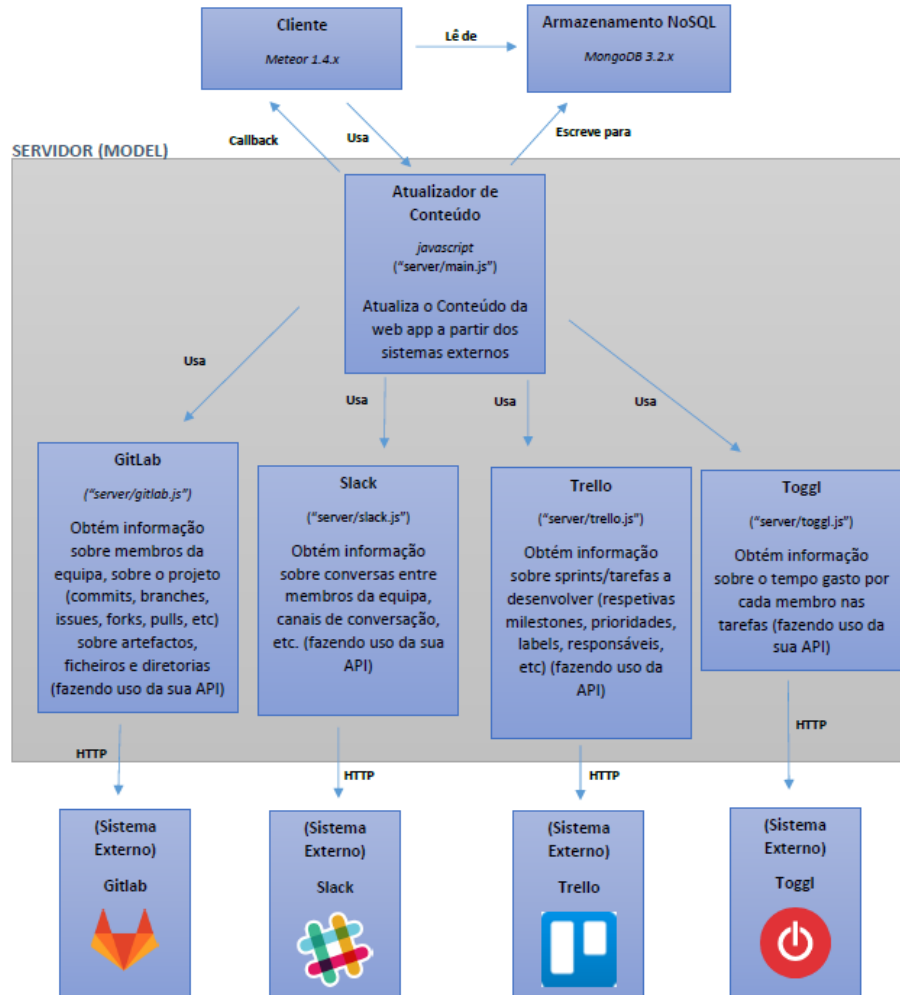 Cliente
Meteor 1.4.x
Lê de
Armazenamento NoSQL
MongoDB 3.2.x
Callback
Usa
Escreve para
SERVIDOR (MODEL)
Atualizador de
Conteúdo
javascript
("server/main.js")
Atualiza o Conteúdo da
web app a partir dos
sistemas externos
Usa
Usa
Usa
Usa
GitLab
("server/gitlab.js")
Obtém informação
sobre membros da
equipa, sobre o projeto
(commits, branches,
issues, forks, pulls, etc)
sobre artefactos,
ficheiros e diretorias
(fazendo uso da sua API)
Slack
("server/slack.js")
Obtém informação
sobre conversas entre
membros da equipa,
canais de conversação,
etc. (fazendo uso da sua
API)
Trello
("server/trello.js")
Obtém informação
sobre sprints/tarefas a
desenvolver (respetivas
milestones, prioridades,
labels, responsáveis,
etc) (fazendo uso da
API)
Toggl
("server/toggl.js")
Obtém informação
sobre o tempo gasto por
cada membro nas
tarefas (fazendo uso da
sua API)
HTTP
HTTP
HTTP
HTTP
(Sistema
Externo)
Gitlab
(Sistema
Externo)
Slack
(Sistema
Externo)
Trello
(Sistema
Externo)
Toggl